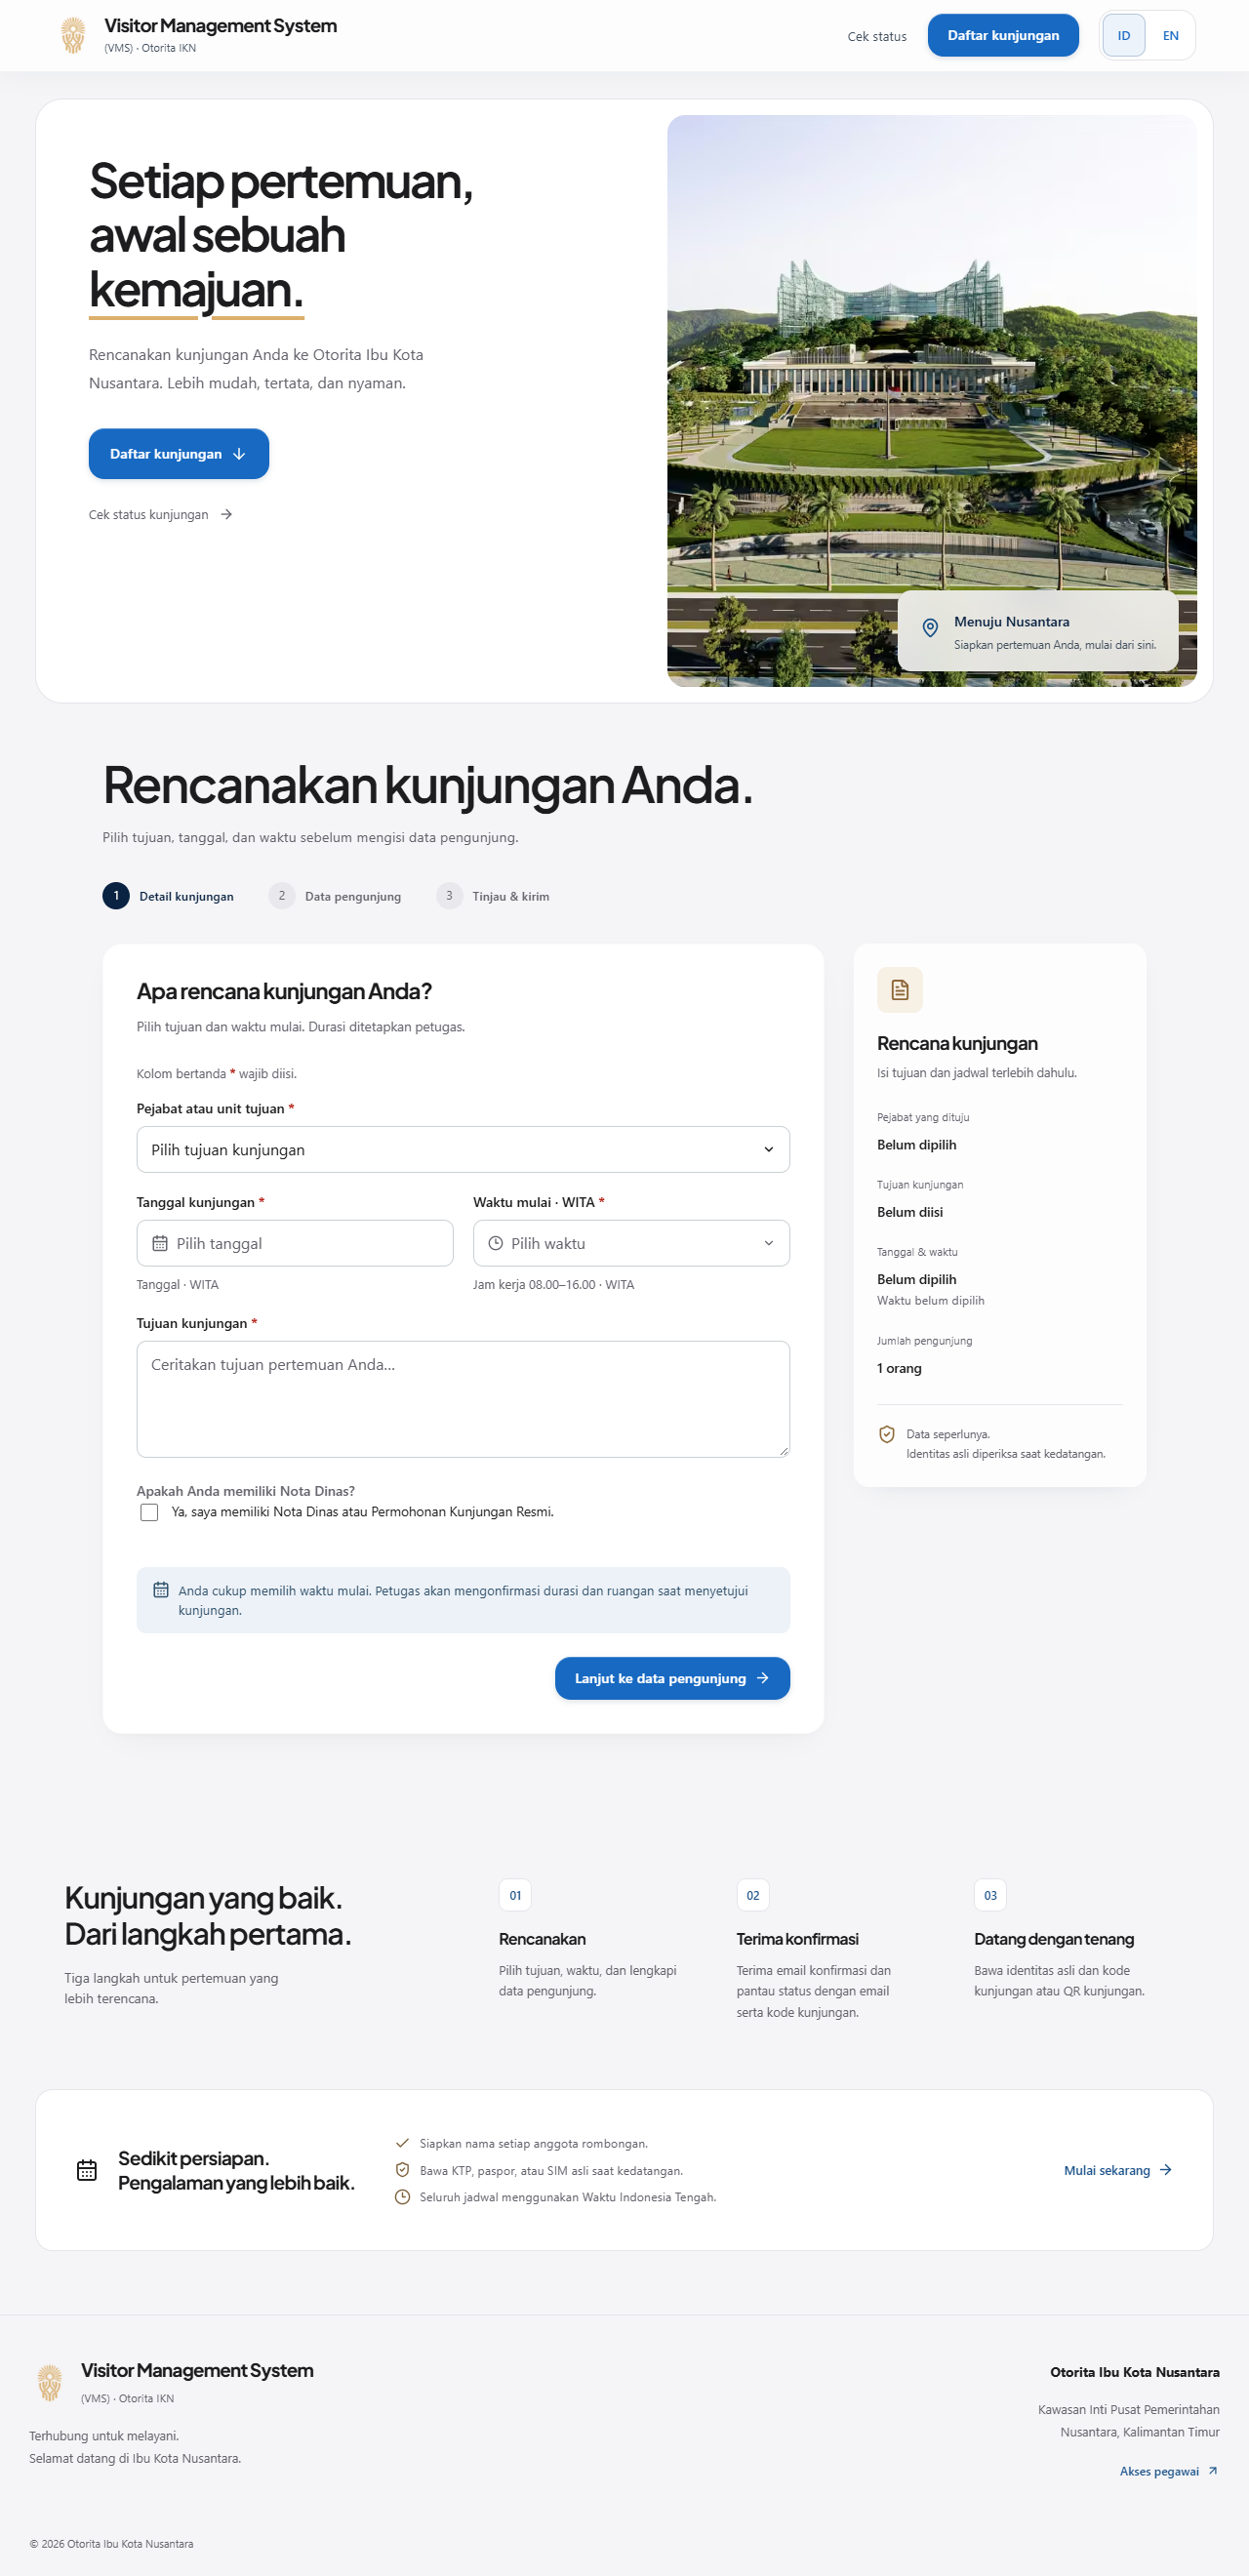 Visitor Management System
(VMS) · Otorita IKN
Cek status
Daftar kunjungan
ID
EN
Setiap pertemuan,
awal sebuah
kemajuan.
Rencanakan kunjungan Anda ke Otorita Ibu Kota
Nusantara. Lebih mudah, tertata, dan nyaman.
Daftar kunjungan
Cek status kunjungan
Menuju Nusantara
Siapkan pertemuan Anda, mulai dari sini.
Rencanakan kunjungan Anda.
Pilih tujuan, tanggal, dan waktu sebelum mengisi data pengunjung.
1 Detail kunjungan
2 Data pengunjung
3 Tinjau & kirim
Apa rencana kunjungan Anda?
Pilih tujuan dan waktu mulai. Durasi ditetapkan petugas.
Kolom bertanda * wajib diisi.
Pejabat atau unit tujuan *
Pilih tujuan kunjungan
Tanggal kunjungan *
Pilih tanggal
Tanggal · WITA
Waktu mulai · WITA *
Pilih waktu
Jam kerja 08.00–16.00 · WITA
Tujuan kunjungan *
Ceritakan tujuan pertemuan Anda...
Apakah Anda memiliki Nota Dinas?
Ya, saya memiliki Nota Dinas atau Permohonan Kunjungan Resmi.
Anda cukup memilih waktu mulai. Petugas akan mengonfirmasi durasi dan ruangan saat menyetujui
kunjungan.
Lanjut ke data pengunjung
Rencana kunjungan
Isi tujuan dan jadwal terlebih dahulu.
Pejabat yang dituju
Belum dipilih
Tujuan kunjungan
Belum diisi
Tanggal & waktu
Belum dipilih
Waktu belum dipilih
Jumlah pengunjung
1 orang
Data seperlunya.
Identitas asli diperiksa saat kedatangan.
Kunjungan yang baik.
Dari langkah pertama.
Tiga langkah untuk pertemuan yang
lebih terencana.
01
Rencanakan
Pilih tujuan, waktu, dan lengkapi
data pengunjung.
02
Terima konfirmasi
Terima email konfirmasi dan
pantau status dengan email
serta kode kunjungan.
03
Datang dengan tenang
Bawa identitas asli dan kode
kunjungan atau QR kunjungan.
Sedikit persiapan.
Pengalaman yang lebih baik.
Siapkan nama setiap anggota rombongan.
Bawa KTP, paspor, atau SIM asli saat kedatangan.
Seluruh jadwal menggunakan Waktu Indonesia Tengah.
Mulai sekarang
Visitor Management System
(VMS) · Otorita IKN
Terhubung untuk melayani.
Selamat datang di Ibu Kota Nusantara.
Otorita Ibu Kota Nusantara
Kawasan Inti Pusat Pemerintahan
Nusantara, Kalimantan Timur
Akses pegawai
© 2026 Otorita Ibu Kota Nusantara